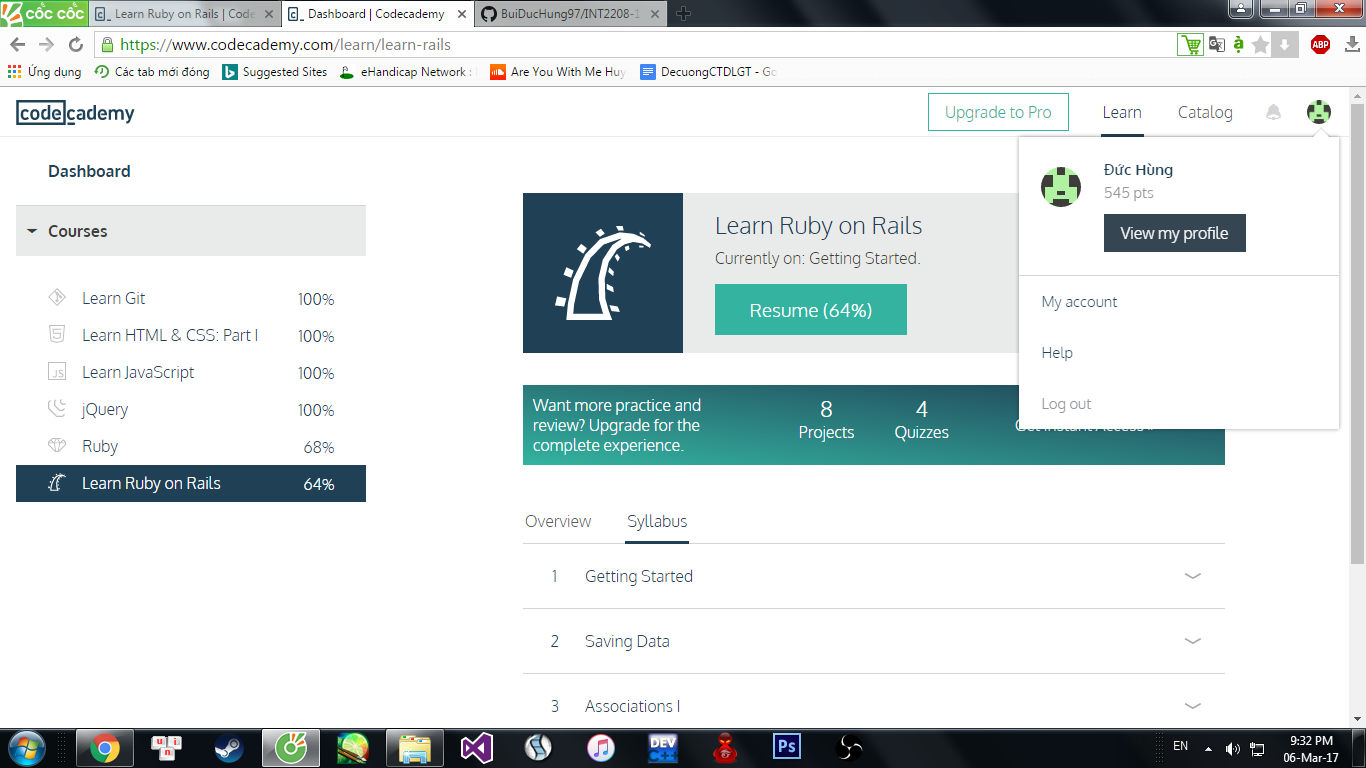 CỐC CỐC
Learn Ruby on Rails | Code
Dashboard | Codecademy
BuiDucHung97/INT2208-1
https://www.codecademy.com/learn/learn-rails
ABP
Ứng dụng
Các tab mới đóng
Suggested Sites
eHandicap Network :
Are You With Me Huy
DecuongCTDLGT - Go
codecademy
Upgrade to Pro
Learn
Catalog
Dashboard
Đức Hùng
545 pts
View my profile
My account
Help
Log out
Courses
Learn Git 100%
Learn HTML & CSS: Part I 100%
Learn JavaScript 100%
jQuery 100%
Ruby 68%
Learn Ruby on Rails 64%
Learn Ruby on Rails
Currently on: Getting Started.
Resume (64%)
Want more practice and
review? Upgrade for the
complete experience.
8
Projects
4
Quizzes
Overview
Syllabus
1 Getting Started
2 Saving Data
3 Associations I
DEV
C++
Ps
EN
9:32 PM
06-Mar-17